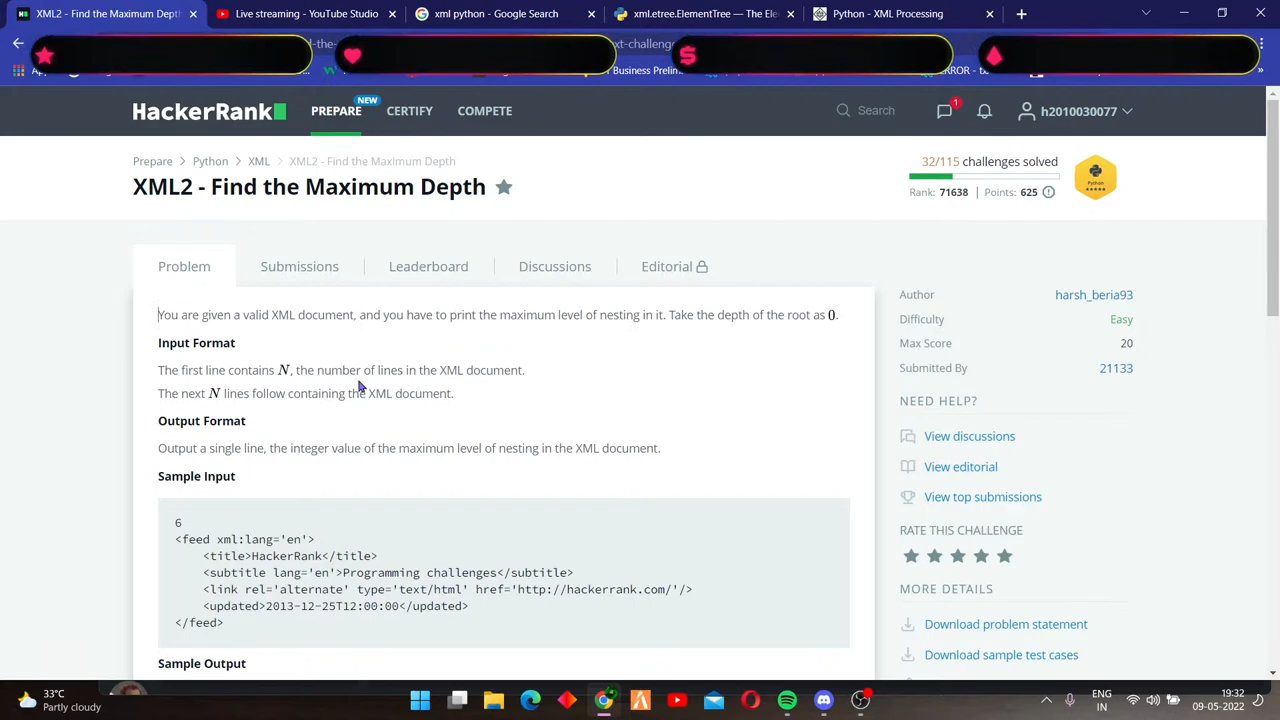 XML2 - Find the Maximum Depth
Live streaming - YouTube Studio
xml python - Google Search
xml.etree.ElementTree — The Ele
Python - XML Processing
HackerRank
PREPARE
NEW
CERTIFY
COMPETE
Search
1
h2010030077
Prepare > Python > XML > XML2 - Find the Maximum Depth
XML2 - Find the Maximum Depth
32/115 challenges solved
Rank: 71638 | Points: 625
Python
Problem
Submissions
Leaderboard
Discussions
Editorial
You are given a valid XML document, and you have to print the maximum level of nesting in it. Take the depth of the root as 0.
Input Format
The first line contains N, the number of lines in the XML document.
The next N lines follow containing the XML document.
Output Format
Output a single line, the integer value of the maximum level of nesting in the XML document.
Sample Input
6
<feed xml:lang='en'>
    <title>HackerRank</title>
    <subtitle lang='en'>Programming challenges</subtitle>
    <link rel='alternate' type='text/html' href='http://hackerrank.com/'/>
    <updated>2013-12-25T12:00:00</updated>
</feed>
Sample Output
Author harsh_beria93
Difficulty Easy
Max Score 20
Submitted By 21133
NEED HELP?
View discussions
View editorial
View top submissions
RATE THIS CHALLENGE
MORE DETAILS
Download problem statement
Download sample test cases
33°C
Partly cloudy
ENG
IN
19:32
09-05-2022